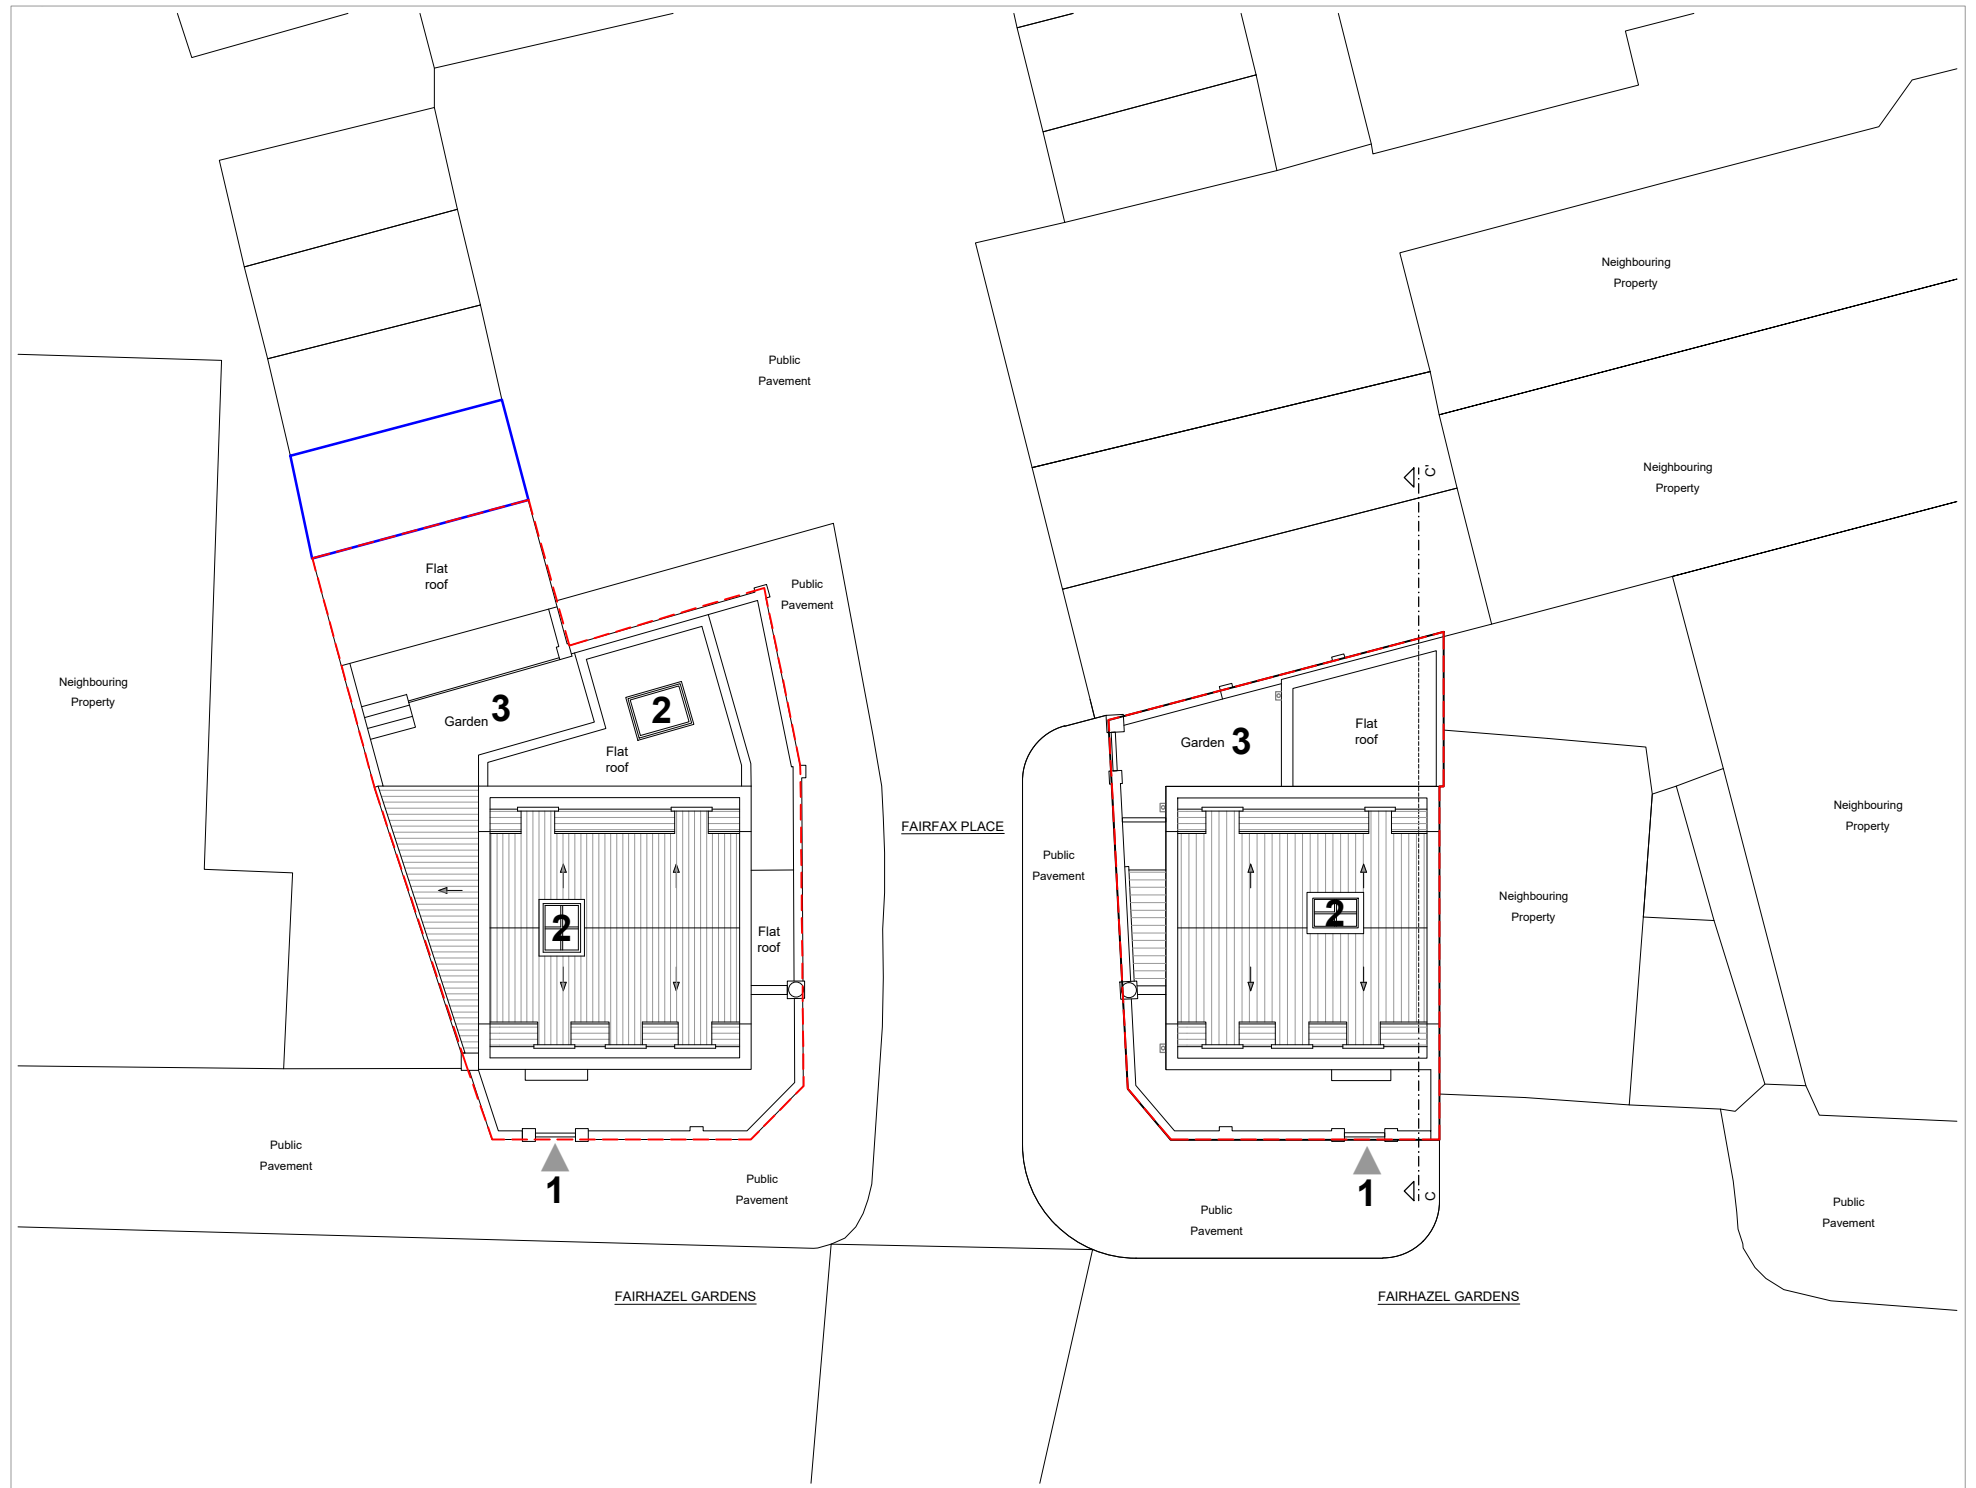 Neighbouring
Property
Public
Pavement
Neighbouring
Property
Flat
roof
Public
Pavement
Neighbouring
Property
Garden 3
2
Flat
roof
Garden 3
Flat
roof
FAIRFAX PLACE
Neighbouring
Property
Public
Pavement
2
Flat
roof
2
Neighbouring
Property
Public
Pavement
1
Public
Pavement
1
Public
Pavement
Public
Pavement
C'
C
FAIRHAZEL GARDENS
FAIRHAZEL GARDENS